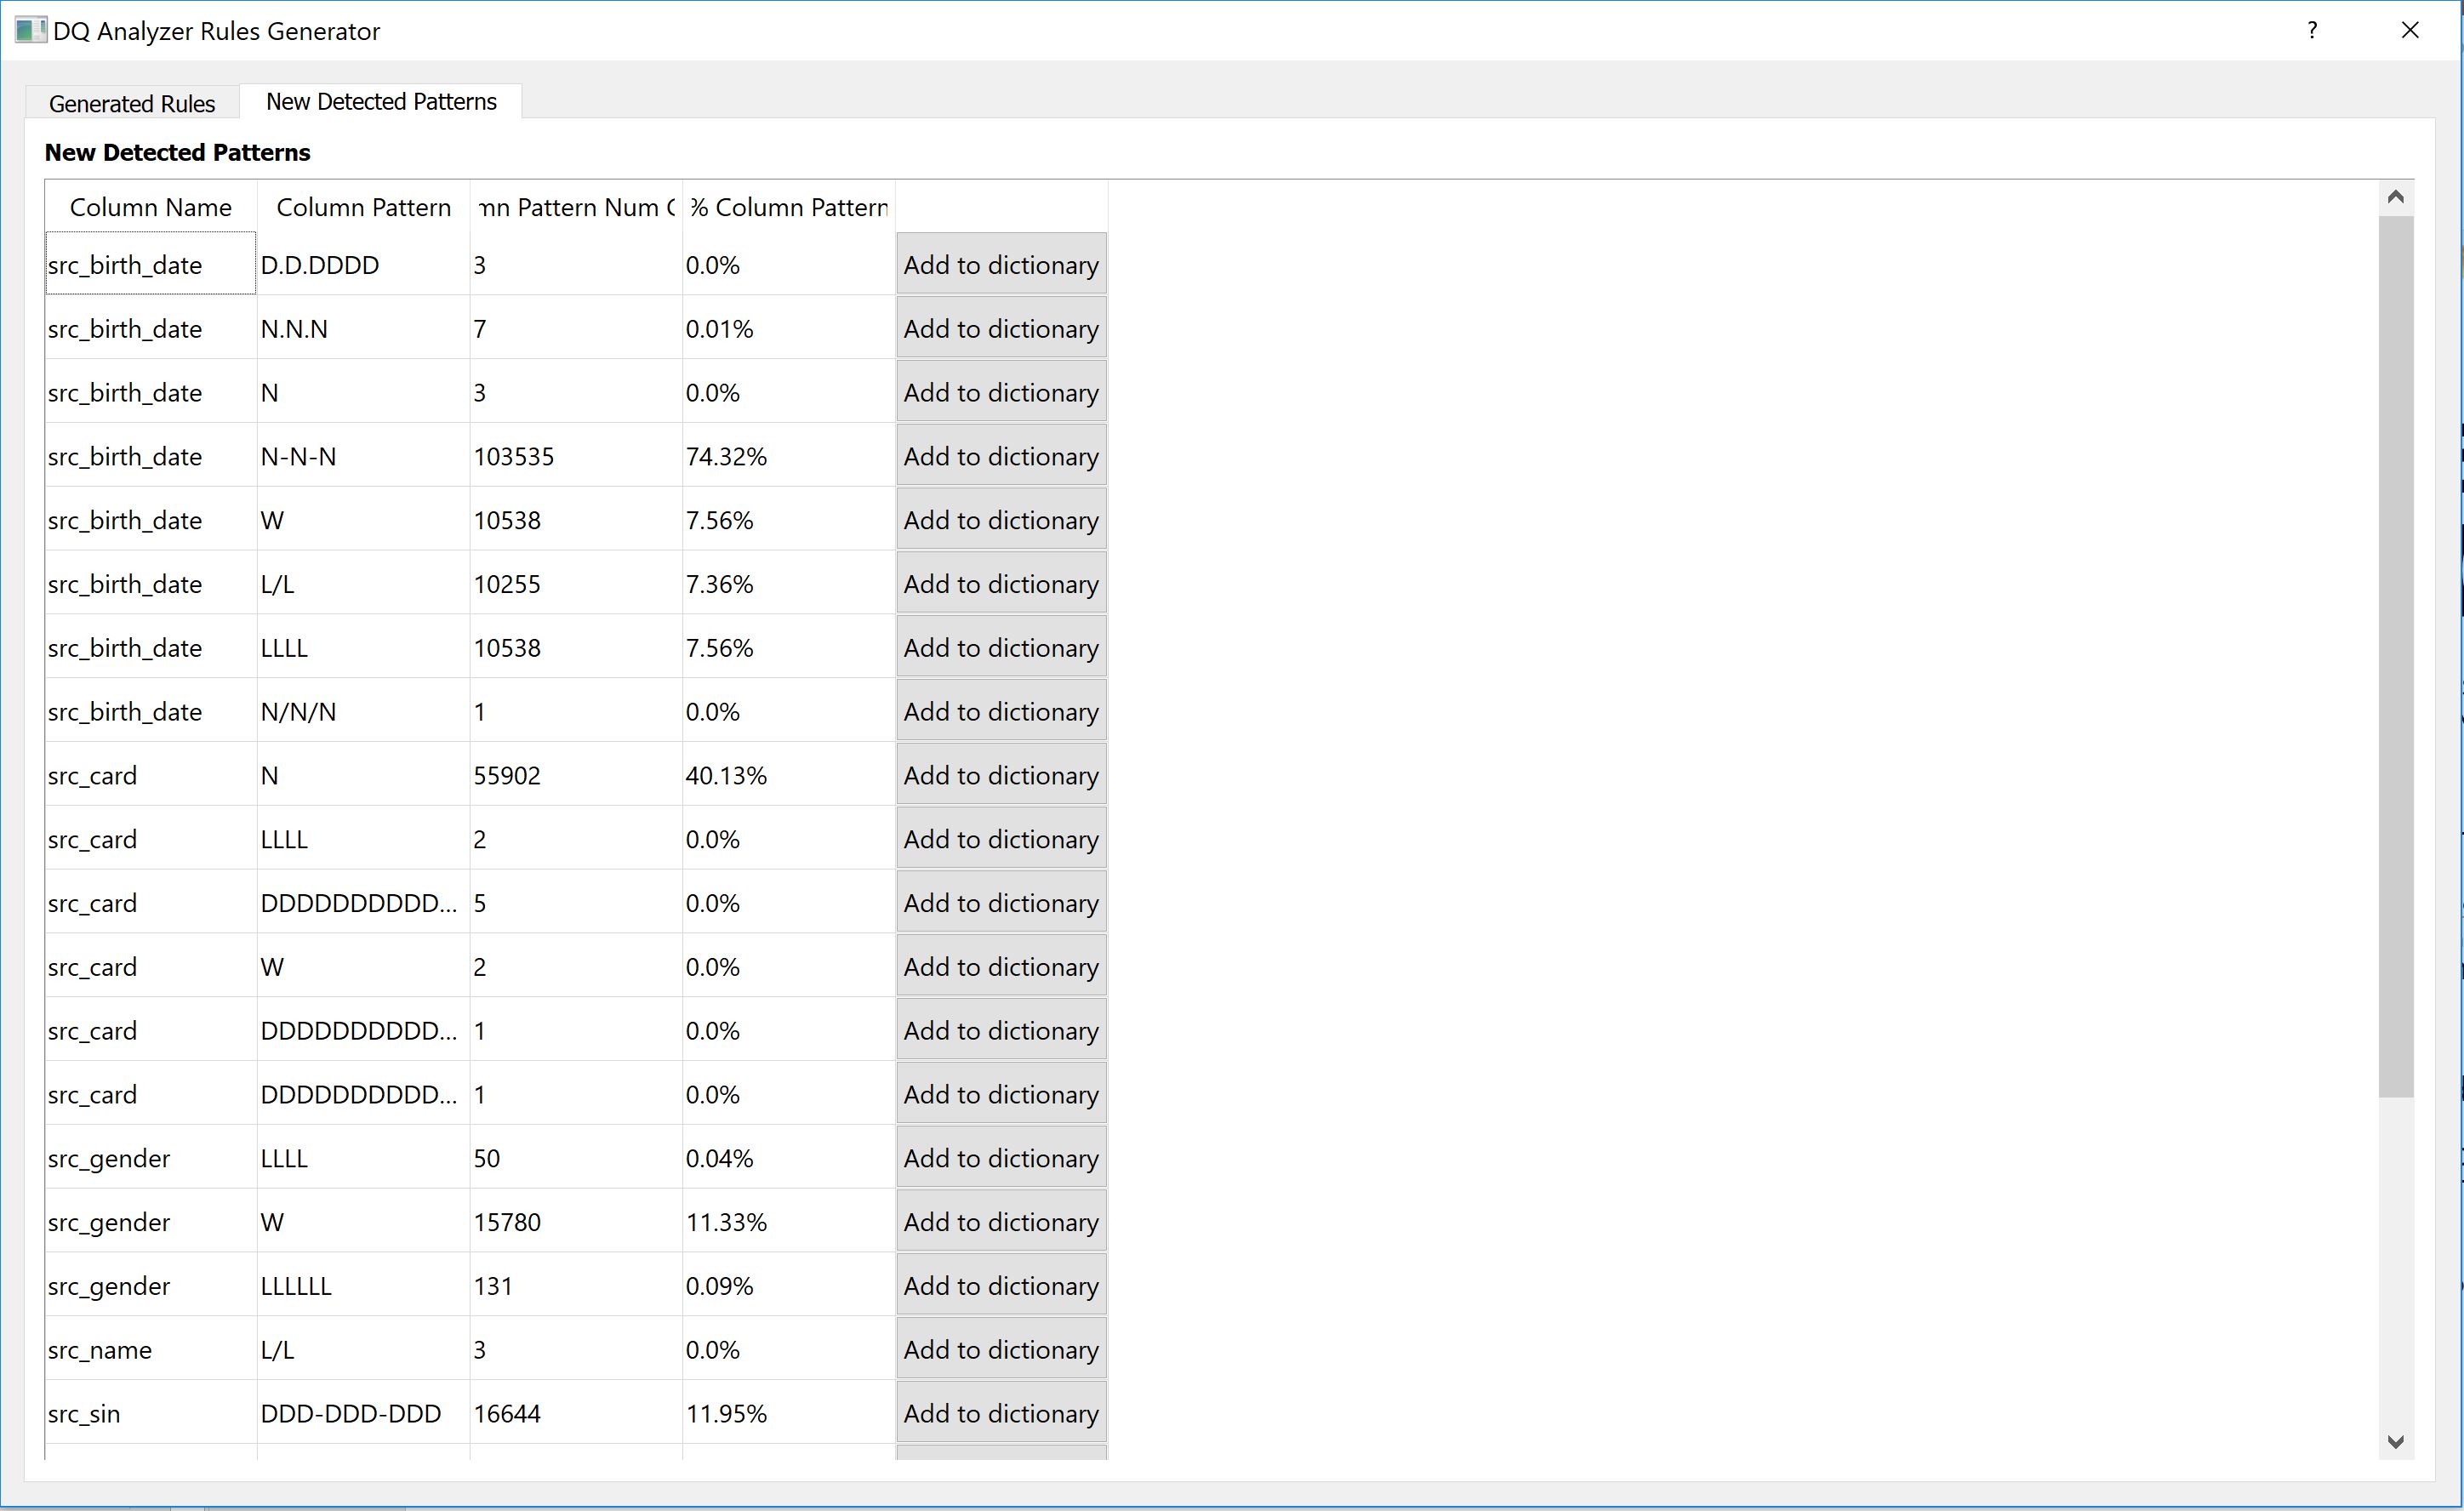 DQ Analyzer Rules Generator ?
Generated Rules New Detected Patterns
New Detected Patterns
Column Name Column Pattern mn Pattern Num C % Column Pattern
src_birth_date D.D.DDDD 3 0.0% Add to dictionary
src_birth_date N.N.N 7 0.01% Add to dictionary
src_birth_date N 3 0.0% Add to dictionary
src_birth_date N-N-N 103535 74.32% Add to dictionary
src_birth_date W 10538 7.56% Add to dictionary
src_birth_date L/L 10255 7.36% Add to dictionary
src_birth_date LLLL 10538 7.56% Add to dictionary
src_birth_date N/N/N 1 0.0% Add to dictionary
src_card N 55902 40.13% Add to dictionary
src_card LLLL 2 0.0% Add to dictionary
src_card DDDDDDDDDD... 5 0.0% Add to dictionary
src_card W 2 0.0% Add to dictionary
src_card DDDDDDDDDD... 1 0.0% Add to dictionary
src_card DDDDDDDDDD... 1 0.0% Add to dictionary
src_gender LLLL 50 0.04% Add to dictionary
src_gender W 15780 11.33% Add to dictionary
src_gender LLLLLL 131 0.09% Add to dictionary
src_name L/L 3 0.0% Add to dictionary
src_sin DDD-DDD-DDD 16644 11.95% Add to dictionary